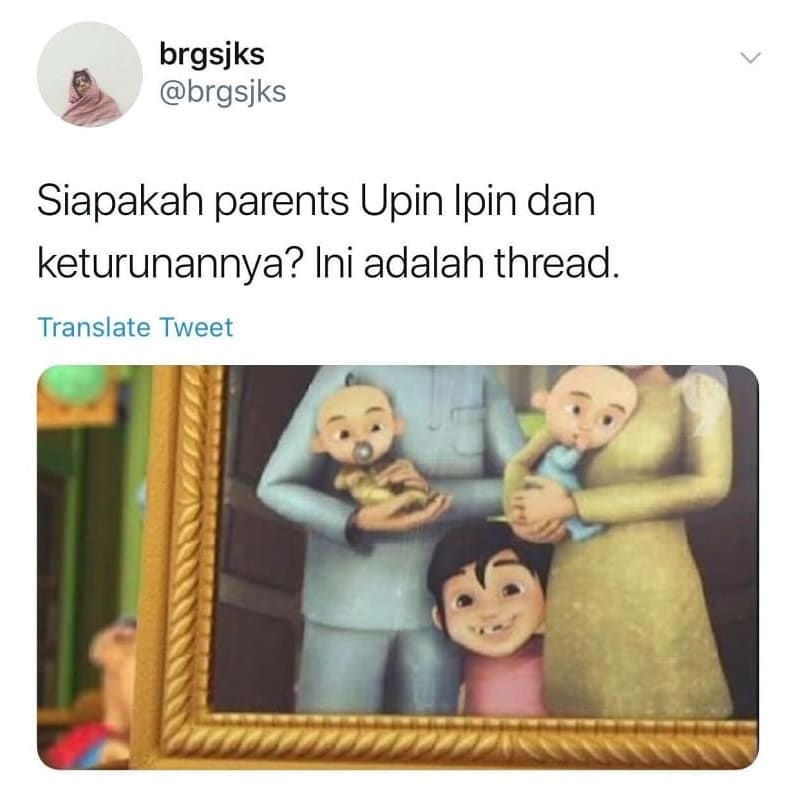 brgsjks
@brgsjks
Siapakah parents Upin Ipin dan
keturunannya? Ini adalah thread.
Translate Tweet